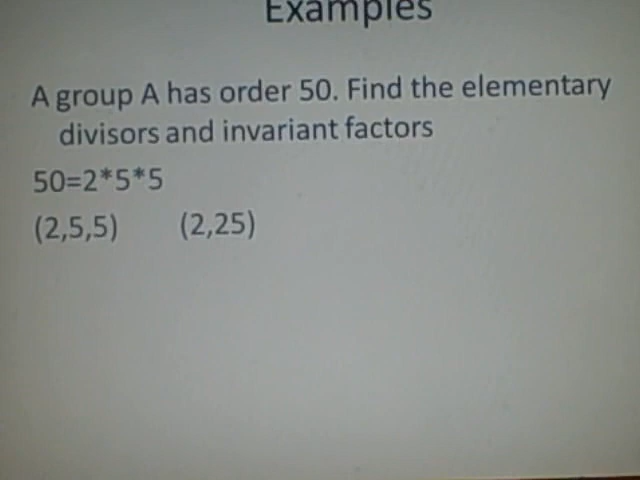 Examples
A group A has order 50. Find the elementary
divisors and invariant factors
50=2*5*5
(2,5,5) (2,25)